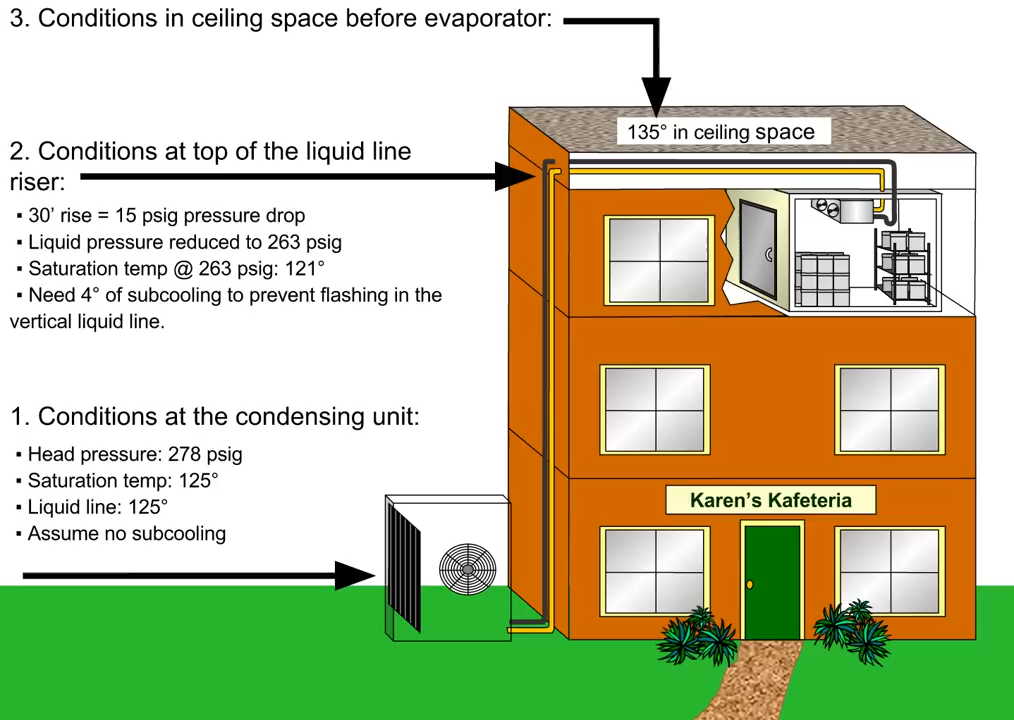 3. Conditions in ceiling space before evaporator:
135° in ceiling space
2. Conditions at top of the liquid line
riser:
▪ 30’ rise = 15 psig pressure drop
▪ Liquid pressure reduced to 263 psig
▪ Saturation temp @ 263 psig: 121°
▪ Need 4° of subcooling to prevent flashing in the
vertical liquid line.
1. Conditions at the condensing unit:
▪ Head pressure: 278 psig
▪ Saturation temp: 125°
▪ Liquid line: 125°
▪ Assume no subcooling
Karen’s Kafeteria